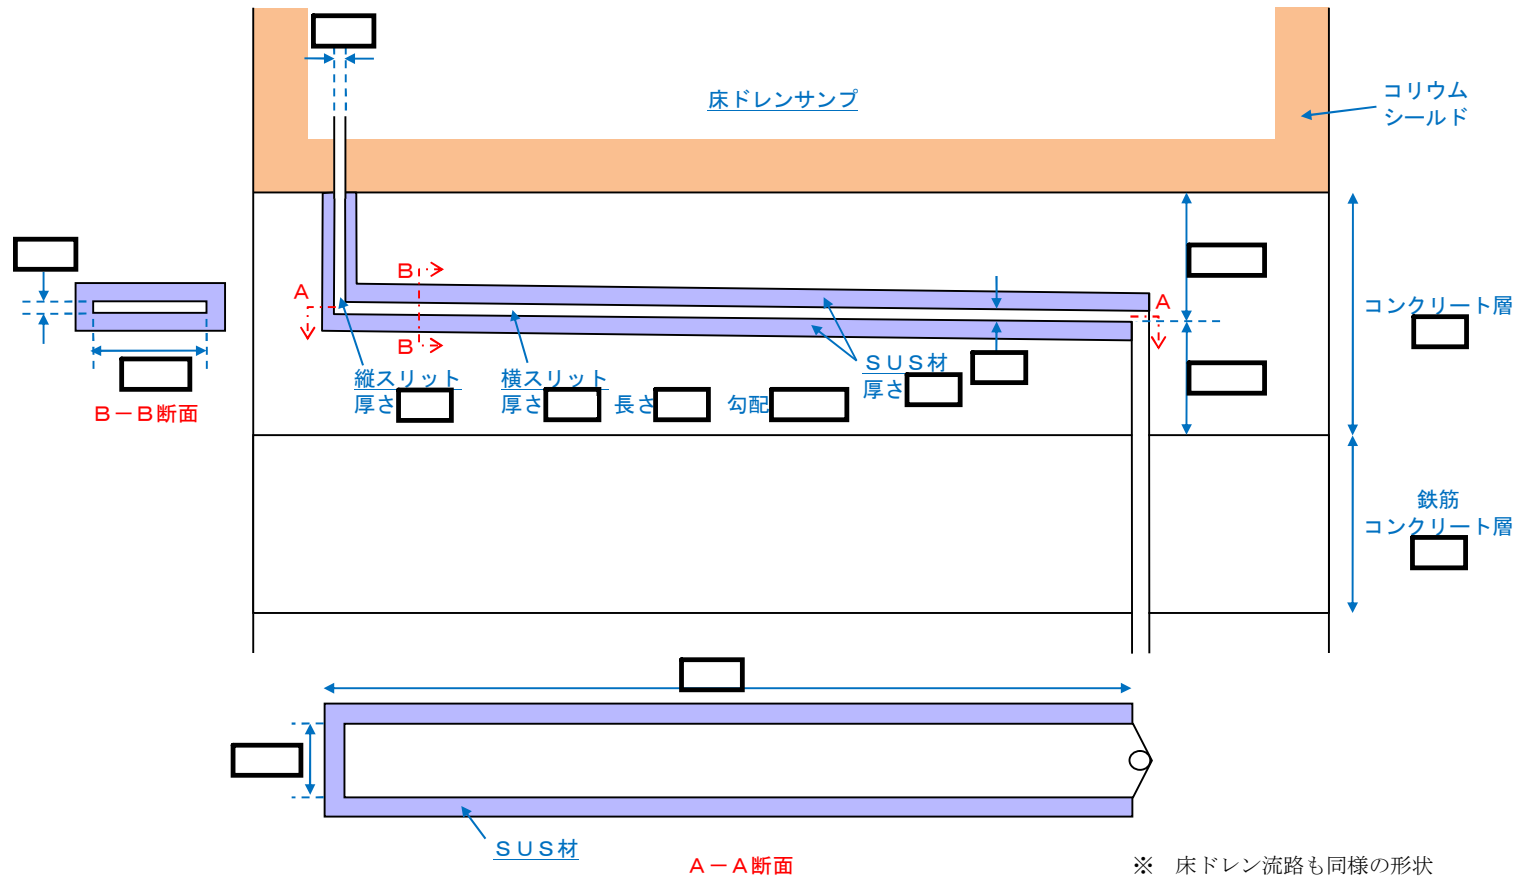 床ドレンサンプ
コリウム
シールド
B
A
A
B
コンクリート層
縦スリット
厚さ
横スリット
厚さ 長さ 勾配
SUS材
厚さ
B-B断面
鉄筋
コンクリート層
SUS材
A-A断面
※ 床ドレン流路も同様の形状